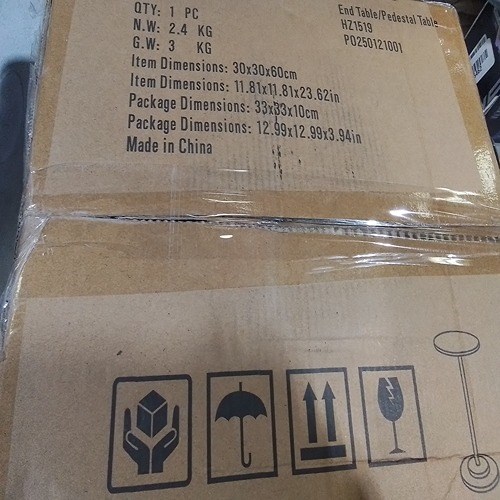 QTY: 1 PC
N.W: 2.4 KG
G.W: 3 KG
Item Dimensions: 30x30x60cm
Item Dimensions: 11.81x11.81x23.62in
Package Dimensions: 33x33x10cm
Package Dimensions: 12.99x12.99x3.94in
Made in China
End Table/Pedestal Table
HZ1519
PO250121001